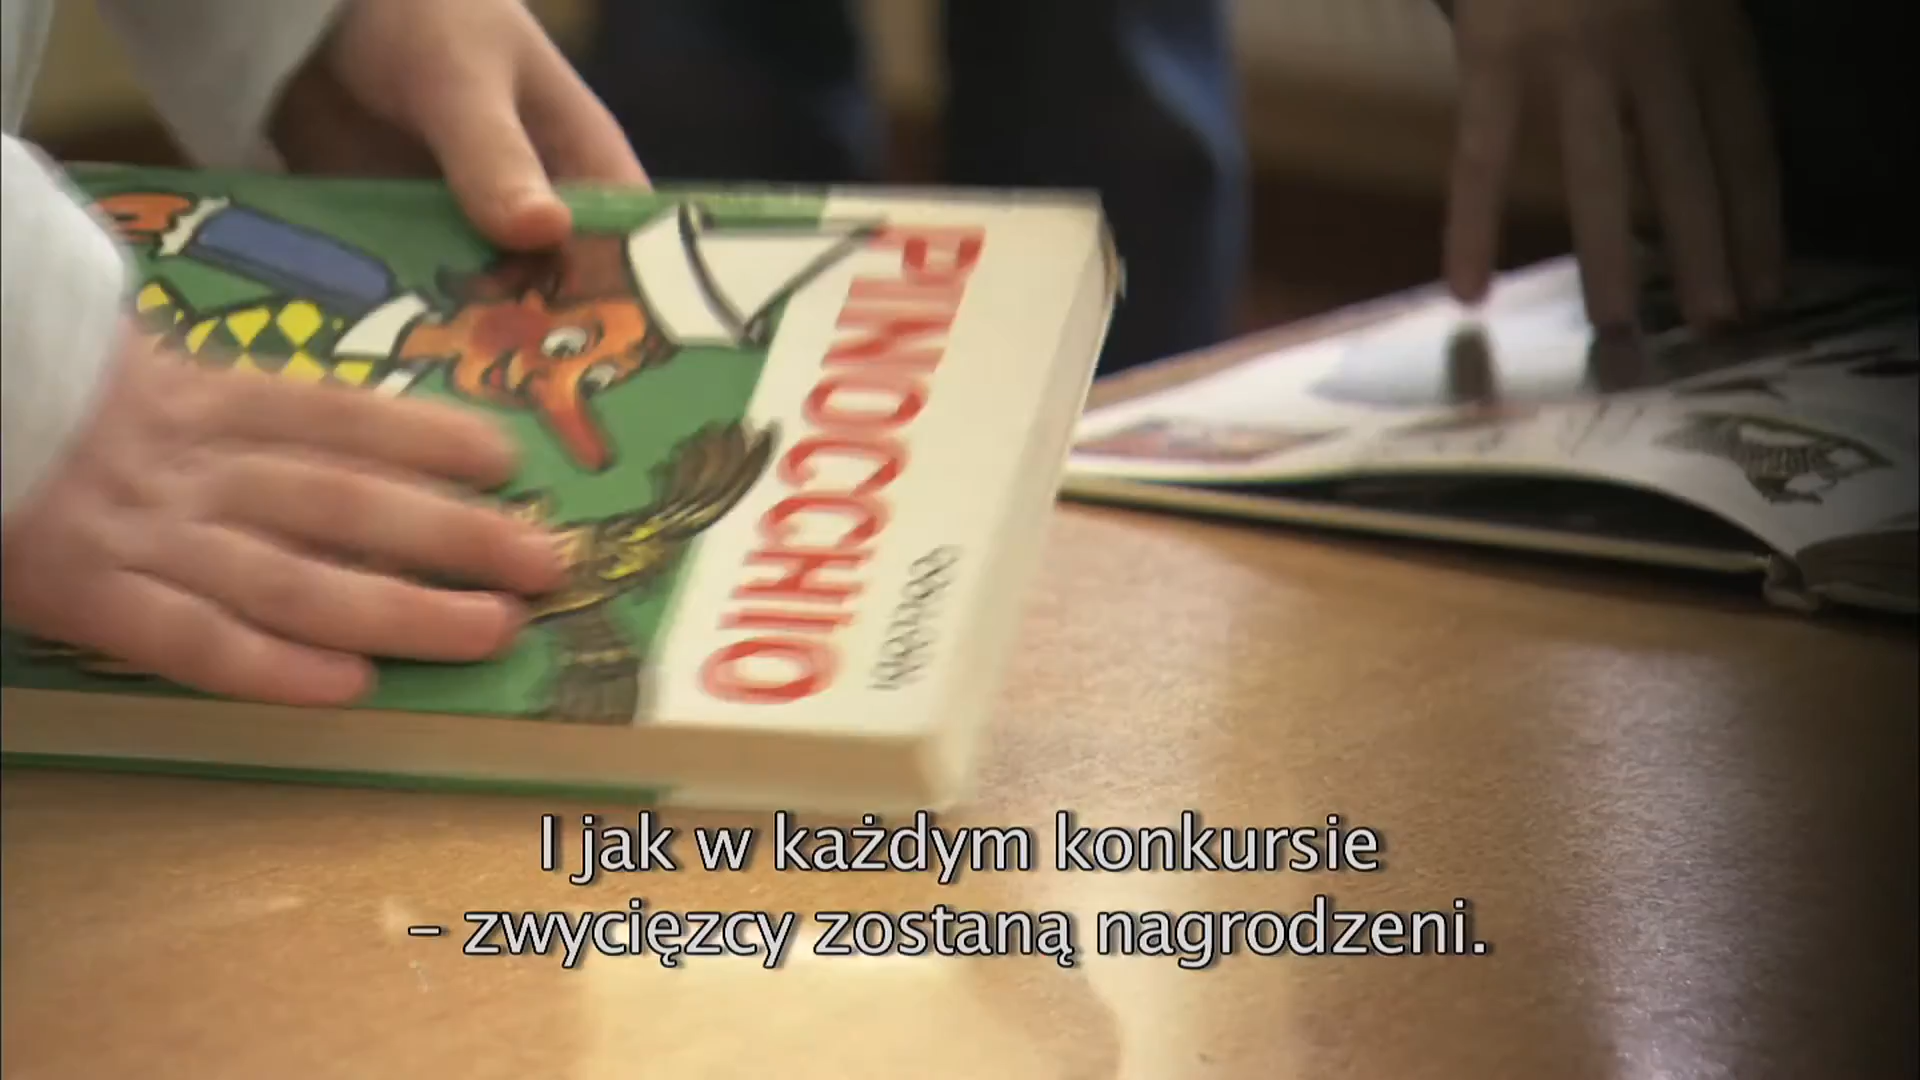 PINOCCHIO
I jak w każdym konkursie
– zwycięzcy zostaną nagrodzeni.